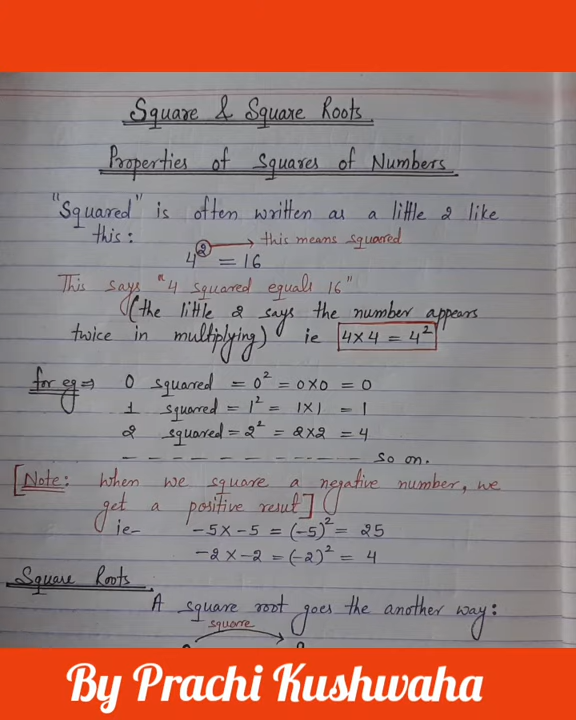 Square & Square Roots
Properties of Squares of Numbers
"Squared" is often written as a little 2 like
this:
4² → this means squared
= 16
This says "4 squared equals 16"
(the little 2 says the number appears
twice in multiplying) ie 4×4 = 4²
for eg ⇒ 0 squared = 0² = 0×0 = 0
1 squared = 1² = 1×1 = 1
2 squared = 2² = 2×2 = 4
- - - - - - - - - - - - so on.
[Note: When we square a negative number, we
get a positive resut]
ie- -5×-5 = (-5)² = 25
-2×-2 = (-2)² = 4
Square Roots
A square root goes the another way:
square
By Prachi Kushwaha